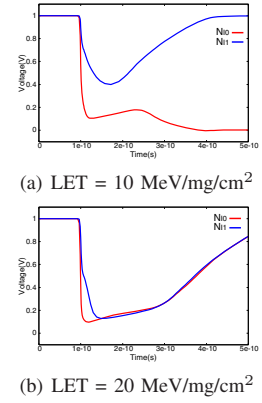 NI0
NI1
Voltage(V)
1
0.8
0.6
0.4
0.2
0
0 1e-10 2e-10 3e-10 4e-10 5e-10
Time(s)
(a) LET = 10 MeV/mg/cm²
NI0
NI1
Voltage(V)
1
0.8
0.6
0.4
0.2
0
0 1e-10 2e-10 3e-10 4e-10 5e-10
Time(s)
(b) LET = 20 MeV/mg/cm²